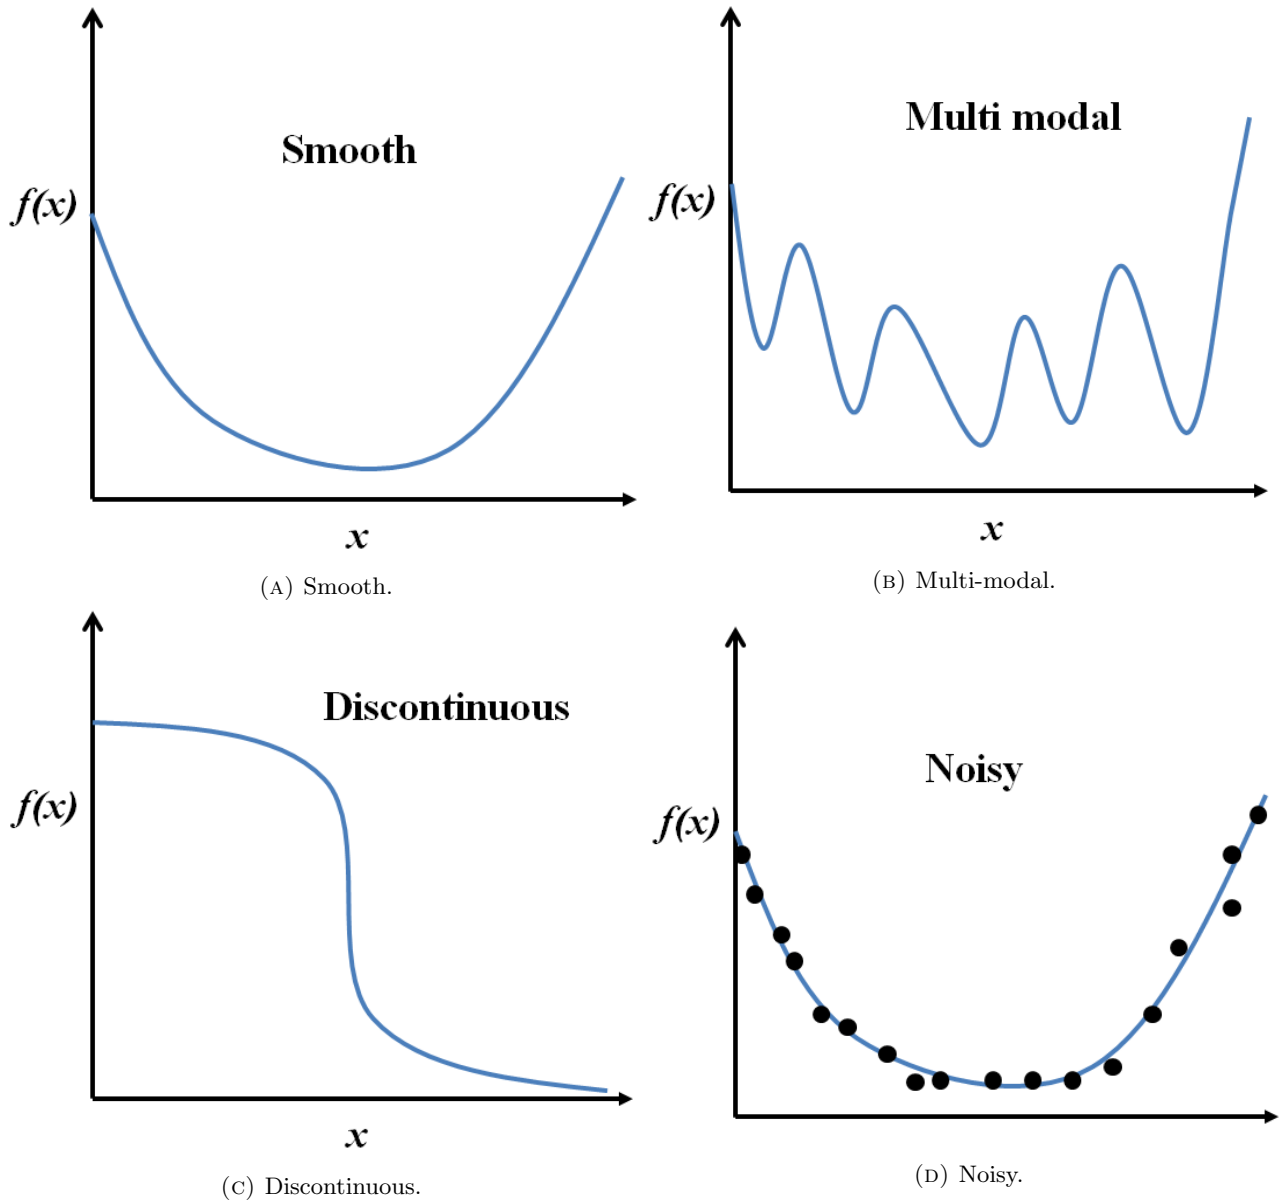 Smooth
f(x)
x
(A) Smooth.
Multi modal
f(x)
x
(B) Multi-modal.
Discontinuous
f(x)
x
(C) Discontinuous.
Noisy
f(x)
(D) Noisy.